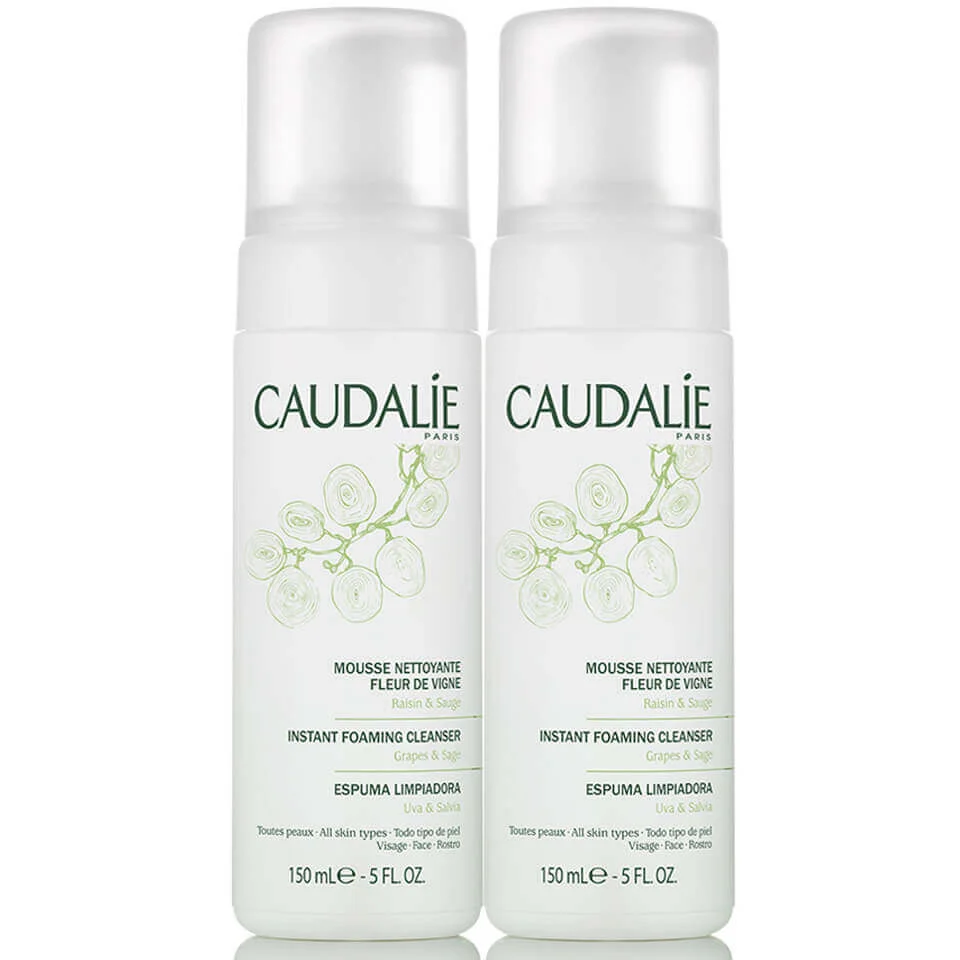 CAUDALIE
PARIS
MOUSSE NETTOYANTE
FLEUR DE VIGNE
Raisin & Sauge
INSTANT FOAMING CLEANSER
Grapes & Sage
ESPUMA LIMPIADORA
Uva & Salvia
Toutes peaux · All skin types · Todo tipo de piel
Visage · Face · Rostro
150 mL℮ - 5 FL. OZ.
CAUDALIE
PARIS
MOUSSE NETTOYANTE
FLEUR DE VIGNE
Raisin & Sauge
INSTANT FOAMING CLEANSER
Grapes & Sage
ESPUMA LIMPIADORA
Uva & Salvia
Toutes peaux · All skin types · Todo tipo de piel
Visage · Face · Rostro
150 mL℮ - 5 FL. OZ.